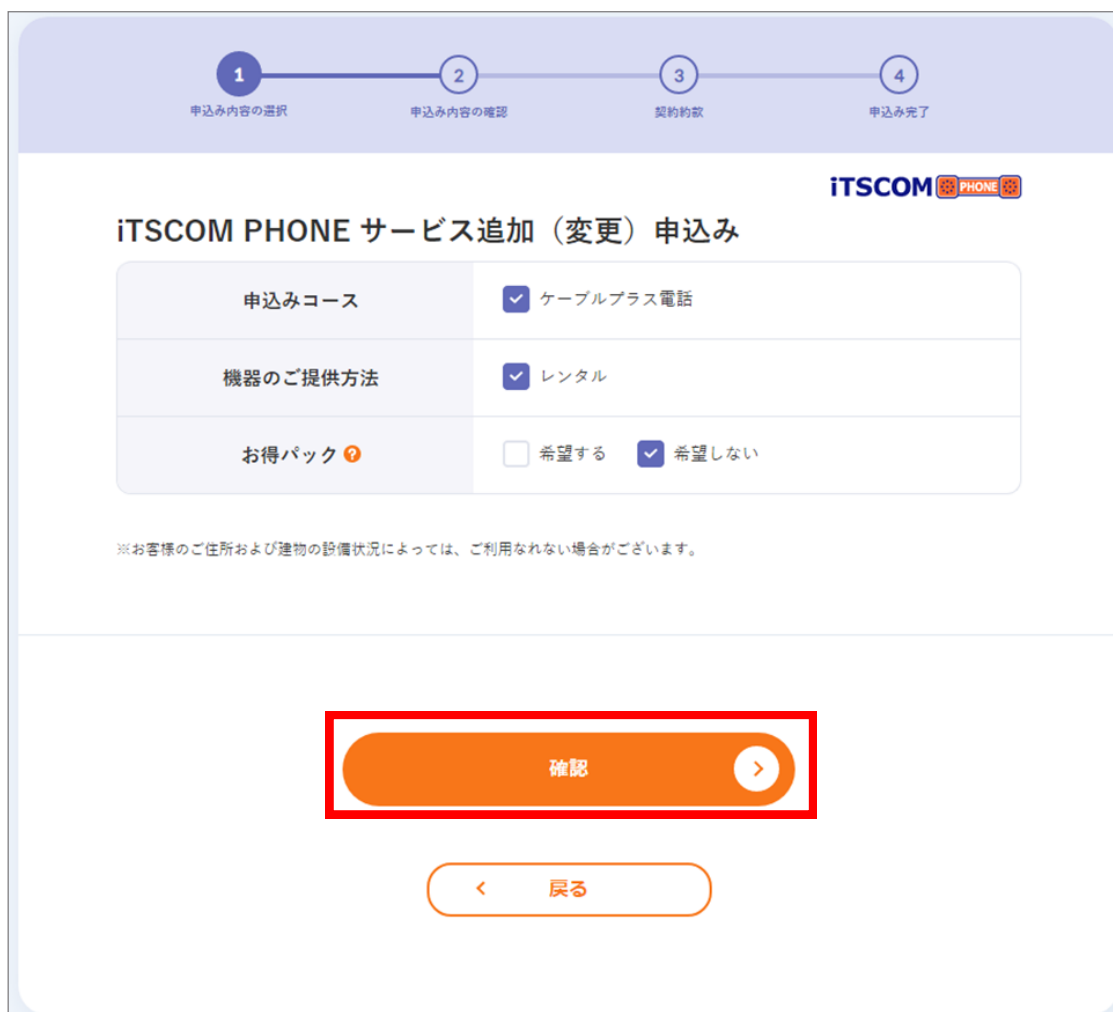 1 2 3 4
申込み内容の選択 申込み内容の確認 契約約款 申込み完了
iTSCOM PHONE
iTSCOM PHONE サービス追加（変更）申込み
申込みコース ケーブルプラス電話
機器のご提供方法 レンタル
お得パック ? 希望する 希望しない
※お客様のご住所および建物の設備状況によっては、ご利用なれない場合がございます。
確認
戻る